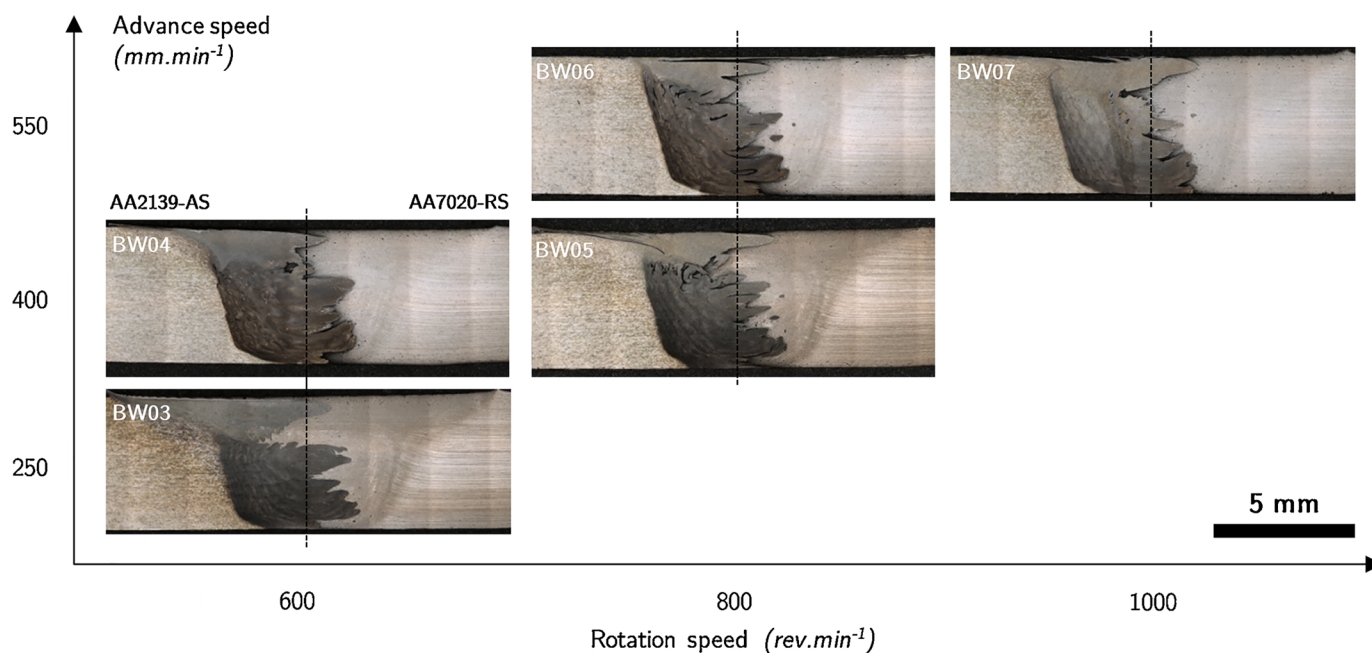 Advance speed
(mm.min⁻¹)
BW06
BW07
550
AA2139-AS
AA7020-RS
BW04
BW05
400
BW03
250
5 mm
600
800
1000
Rotation speed (rev.min⁻¹)